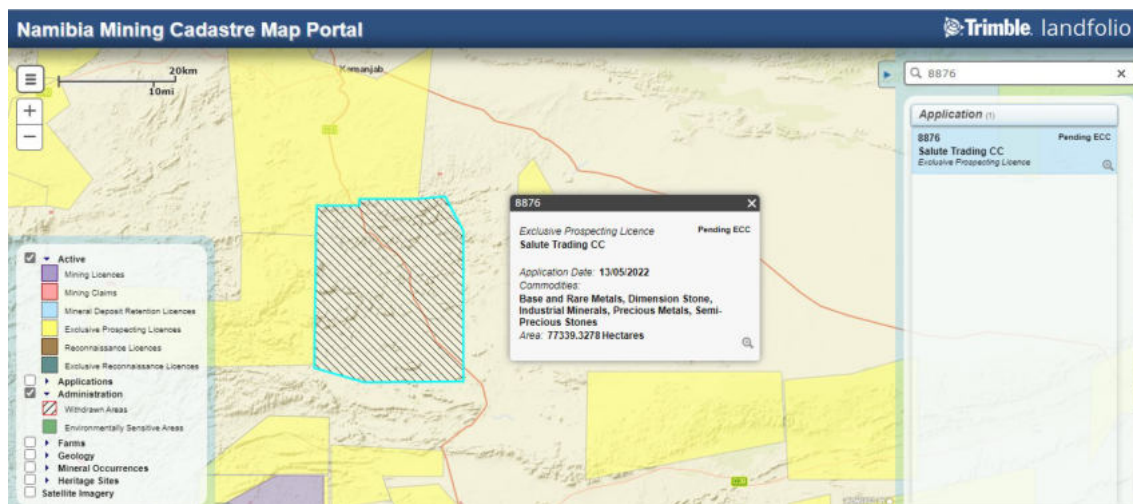 Namibia Mining Cadastre Map Portal
Trimble. landfolio
20km
10mi
Kamanjab
+
−
8876
Exclusive Prospecting Licence
Pending ECC
Salute Trading CC
Application Date: 13/05/2022
Commodities:
Base and Rare Metals, Dimension Stone,
Industrial Minerals, Precious Metals, Semi-
Precious Stones
Area: 77339.3278 Hectares
Active
Mining Licences
Mining Claims
Mineral Deposit Retention Licences
Exclusive Prospecting Licences
Reconnaissance Licences
Exclusive Reconnaissance Licences
Applications
Administration
Withdrawn Areas
Environmentally Sensitive Areas
Farms
Geology
Mineral Occurrences
Heritage Sites
Satellite Imagery
8876
Application (1)
8876
Pending ECC
Salute Trading CC
Exclusive Prospecting Licence